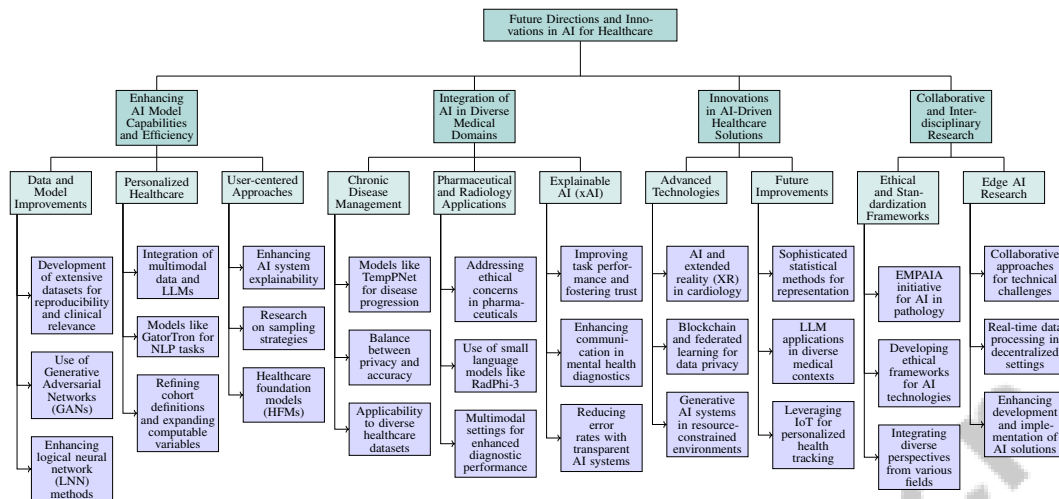 Future Directions and Inno-
vations in AI for Healthcare
Enhancing
AI Model
Capabilities
and Efficiency
Integration of
AI in Diverse
Medical
Domains
Innovations
in AI-Driven
Healthcare
Solutions
Collaborative
and Inter-
disciplinary
Research
Data and
Model
Improvements
Personalized
Healthcare
User-centered
Approaches
Chronic
Disease
Management
Pharmaceutical
and Radiology
Applications
Explainable
AI (xAI)
Advanced
Technologies
Future
Improvements
Ethical
and Stan-
dardization
Frameworks
Edge AI
Research
Development
of extensive
datasets for
reproducibility
and clinical
relevance
Use of
Generative
Adversarial
Networks
(GANs)
Enhancing
logical neural
network
(LNN)
methods
Integration of
multimodal
data and
LLMs
Models like
GatorTron for
NLP tasks
Refining
cohort
definitions
and expanding
computable
variables
Enhancing
AI system
explainability
Research
on sampling
strategies
Healthcare
foundation
models
(HFMs)
Models like
TempPNet
for disease
progression
Balance
between
privacy and
accuracy
Applicability
to diverse
healthcare
datasets
Addressing
ethical
concerns
in pharma-
ceuticals
Use of small
language
models like
RadPhi-3
Multimodal
settings for
enhanced
diagnostic
performance
Improving
task perfor-
mance and
fostering trust
Enhancing
communi-
cation in
mental health
diagnostics
Reducing
error
rates with
transparent
AI systems
AI and
extended
reality (XR)
in cardiology
Blockchain
and federated
learning for
data privacy
Generative
AI systems
in resource-
constrained
environments
Sophisticated
statistical
methods for
representation
LLM
applications
in diverse
medical
contexts
Leveraging
IoT for
personalized
health
tracking
EMPAIA
initiative
for AI in
pathology
Developing
ethical
frameworks
for AI
technologies
Integrating
diverse
perspectives
from various
fields
Collaborative
approaches
for technical
challenges
Real-time data
processing in
decentralized
settings
Enhancing
development
and imple-
mentation of
AI solutions